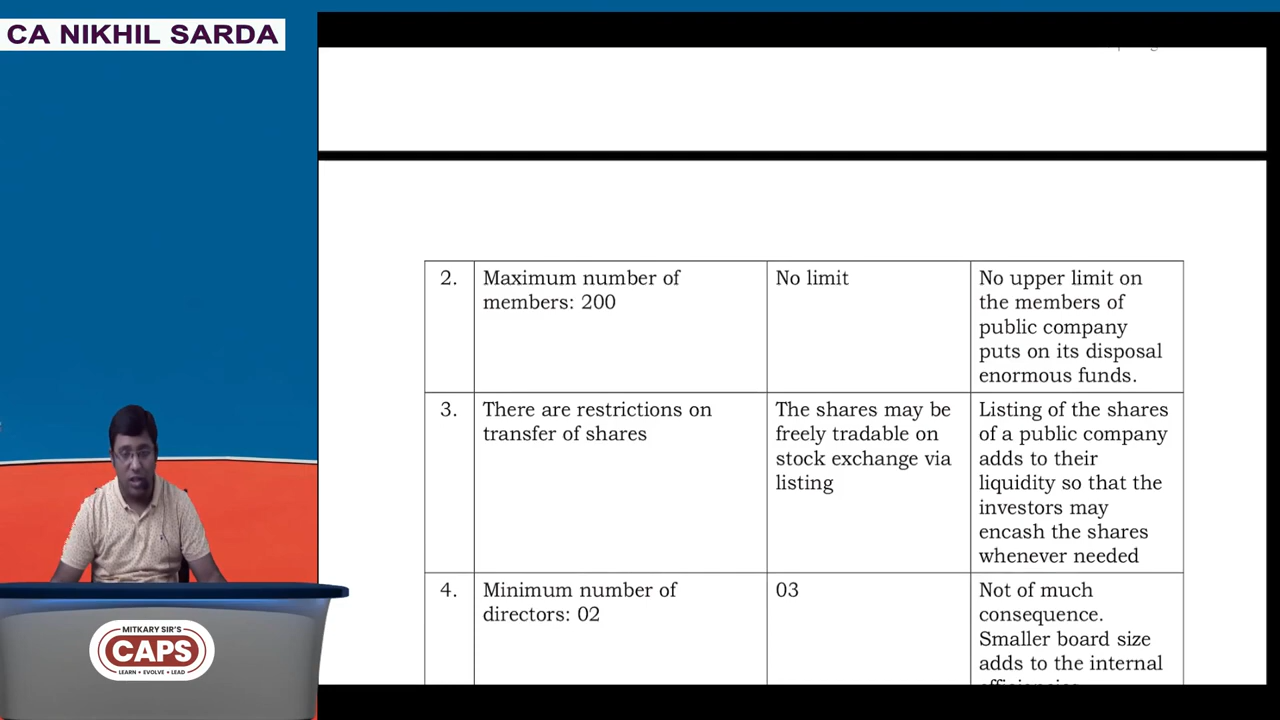 CA NIKHIL SARDA
2. Maximum number of No limit No upper limit on
members: 200 the members of
public company
puts on its disposal
enormous funds.
3. There are restrictions on The shares may be Listing of the shares
transfer of shares freely tradable on of a public company
stock exchange via adds to their
listing liquidity so that the
investors may
encash the shares
whenever needed
4. Minimum number of 03 Not of much
directors: 02 consequence.
Smaller board size
adds to the internal
MITKARY SIR'S
CAPS
LEARN • EVOLVE • LEAD